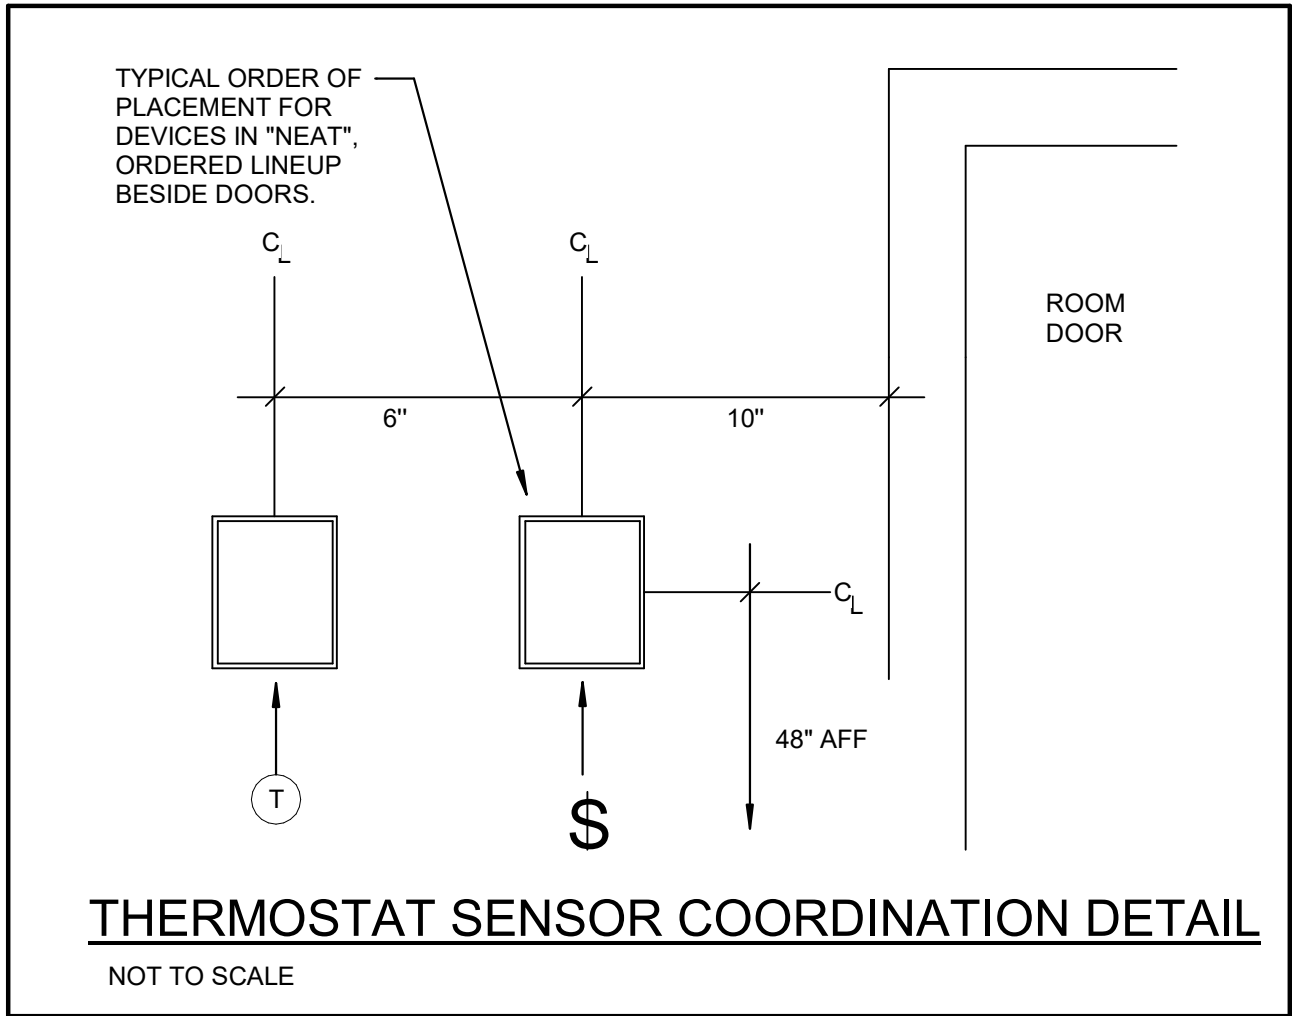 TYPICAL ORDER OF
PLACEMENT FOR
DEVICES IN "NEAT",
ORDERED LINEUP
BESIDE DOORS.
CL
CL
ROOM
DOOR
6"
10"
CL
48" AFF
T
$
THERMOSTAT SENSOR COORDINATION DETAIL
NOT TO SCALE